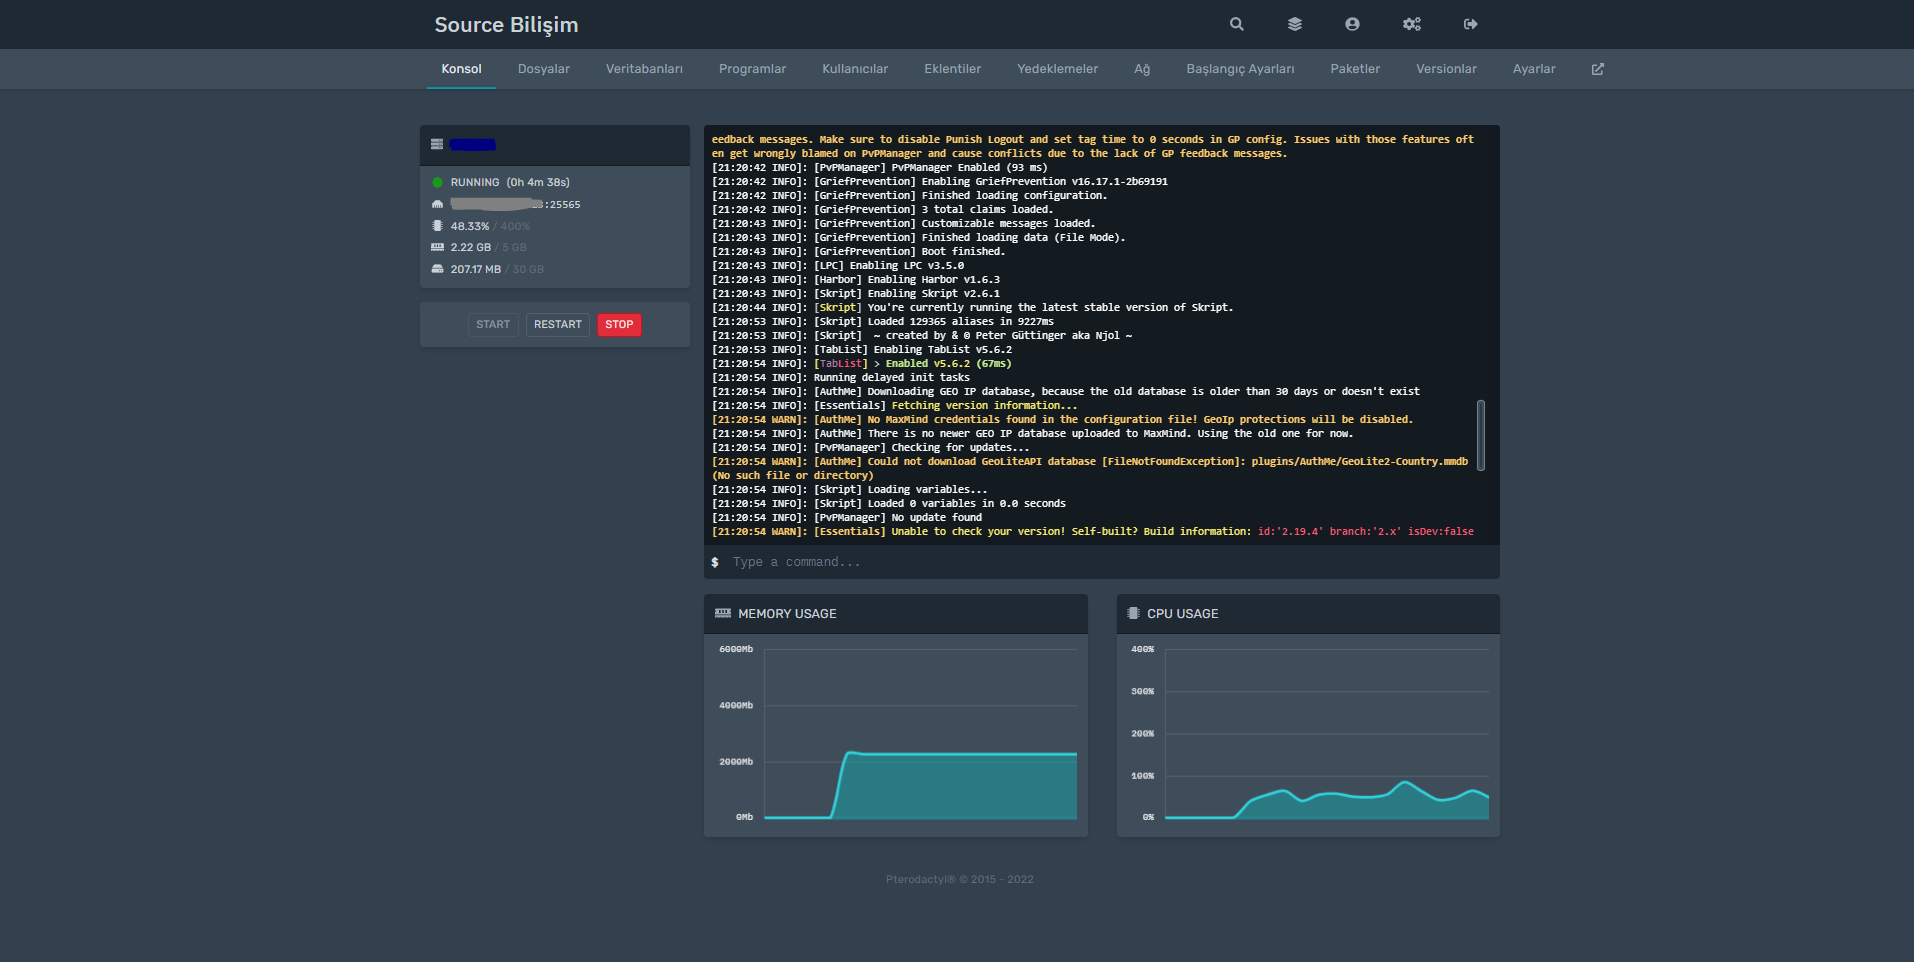 Source Bilişim
Konsol Dosyalar Veritabanları Programlar Kullanıcılar Eklentiler Yedeklemeler Ağ Başlangıç Ayarları Paketler Versionlar Ayarlar
RUNNING (0h 4m 38s)
:25565
48.33% / 400%
2.22 GB / 5 GB
207.17 MB / 30 GB
START RESTART STOP
eedback messages. Make sure to disable Punish Logout and set tag time to 0 seconds in GP config. Issues with those features oft
en get wrongly blamed on PvPManager and cause conflicts due to the lack of GP feedback messages.
[21:20:42 INFO]: [PvPManager] PvPManager Enabled (93 ms)
[21:20:42 INFO]: [GriefPrevention] Enabling GriefPrevention v16.17.1-2b69191
[21:20:42 INFO]: [GriefPrevention] Finished loading configuration.
[21:20:42 INFO]: [GriefPrevention] 3 total claims loaded.
[21:20:43 INFO]: [GriefPrevention] Customizable messages loaded.
[21:20:43 INFO]: [GriefPrevention] Finished loading data (File Mode).
[21:20:43 INFO]: [GriefPrevention] Boot finished.
[21:20:43 INFO]: [LPC] Enabling LPC v3.5.0
[21:20:43 INFO]: [Harbor] Enabling Harbor v1.6.3
[21:20:43 INFO]: [Skript] Enabling Skript v2.6.1
[21:20:44 INFO]: [Skript] You're currently running the latest stable version of Skript.
[21:20:53 INFO]: [Skript] Loaded 129365 aliases in 9227ms
[21:20:53 INFO]: [Skript]  ~ created by & © Peter Güttinger aka Njol ~
[21:20:53 INFO]: [TabList] Enabling TabList v5.6.2
[21:20:54 INFO]: [TabList] > Enabled v5.6.2 (67ms)
[21:20:54 INFO]: Running delayed init tasks
[21:20:54 INFO]: [AuthMe] Downloading GEO IP database, because the old database is older than 30 days or doesn't exist
[21:20:54 INFO]: [Essentials] Fetching version information...
[21:20:54 WARN]: [AuthMe] No MaxMind credentials found in the configuration file! GeoIp protections will be disabled.
[21:20:54 INFO]: [AuthMe] There is no newer GEO IP database uploaded to MaxMind. Using the old one for now.
[21:20:54 INFO]: [PvPManager] Checking for updates...
[21:20:54 WARN]: [AuthMe] Could not download GeoLiteAPI database [FileNotFoundException]: plugins/AuthMe/GeoLite2-Country.mmdb
(No such file or directory)
[21:20:54 INFO]: [Skript] Loading variables...
[21:20:54 INFO]: [Skript] Loaded 0 variables in 0.0 seconds
[21:20:54 INFO]: [PvPManager] No update found
[21:20:54 WARN]: [Essentials] Unable to check your version! Self-built? Build information: id:'2.19.4' branch:'2.x' isDev:false
$ Type a command...
MEMORY USAGE
6000Mb
4000Mb
2000Mb
0Mb
CPU USAGE
400%
300%
200%
100%
0%
Pterodactyl® © 2015 - 2022